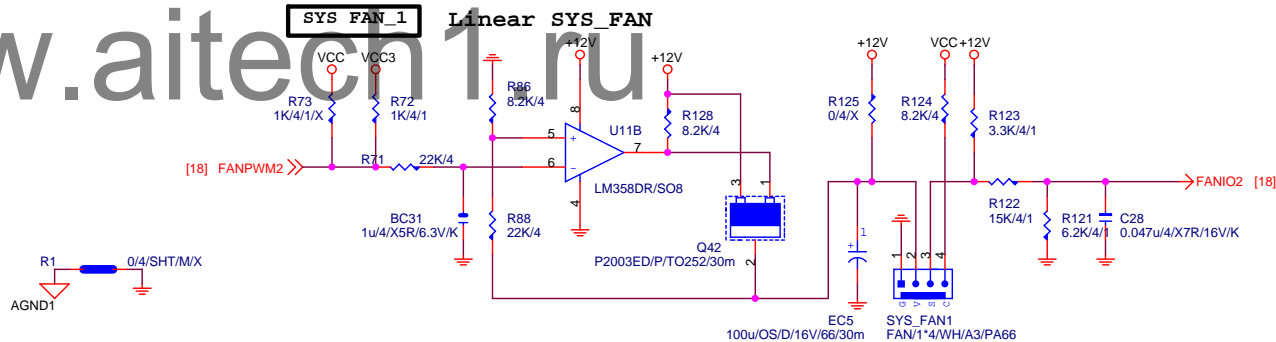 SYS FAN_1
Linear SYS_FAN
w.aitech1.ru
VCC
VCC3
+12V
+12V
+12V
VCC
+12V
R73
1K/4/1/X
R72
1K/4/1
R86
8.2K/4
8
R128
8.2K/4
R125
0/4/X
R124
8.2K/4
R123
3.3K/4/1
U11B
5
+
7
6
−
4
LM358DR/SO8
[18] FANPWM2
R71
22K/4
FANIO2 [18]
R122
15K/4/1
R121
6.2K/4/1
C28
0.047u/4/X7R/16V/K
BC31
1u/4/X5R/6.3V/K
R88
22K/4
3
1
2
Q42
P2003ED/P/TO252/30m
1
+
EC5
100u/OS/D/16V/66/30m
1
2
3
4
G
V
S
C
SYS_FAN1
FAN/1*4/WH/A3/PA66
R1
0/4/SHT/M/X
AGND1